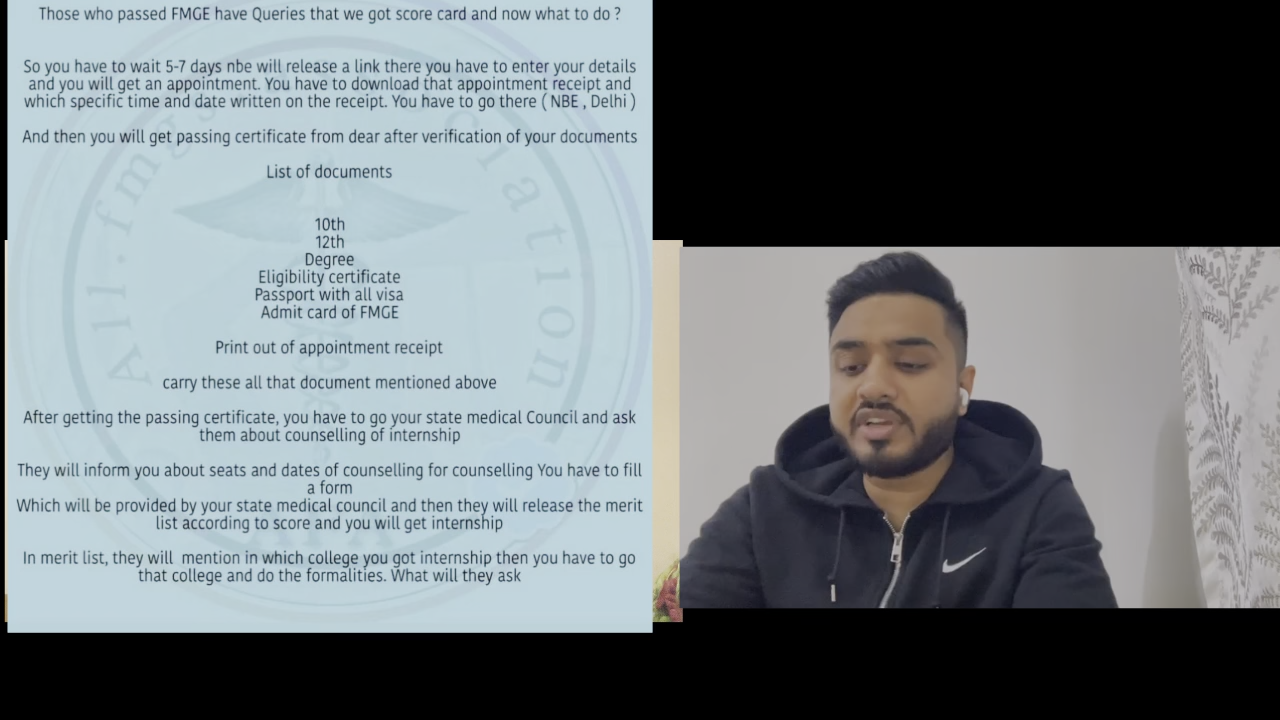 Those who passed FMGE have Queries that we got score card and now what to do ?
So you have to wait 5-7 days nbe will release a link there you have to enter your details
and you will get an appointment. You have to download that appointment receipt and
which specific time and date written on the receipt. You have to go there ( NBE , Delhi )
And then you will get passing certificate from dear after verification of your documents
List of documents
10th
12th
Degree
Eligibility certificate
Passport with all visa
Admit card of FMGE
Print out of appointment receipt
carry these all that document mentioned above
After getting the passing certificate, you have to go your state medical Council and ask
them about counselling of internship
They will inform you about seats and dates of counselling for counselling You have to fill
a form
Which will be provided by your state medical council and then they will release the merit
list according to score and you will get internship
In merit list, they will  mention in which college you got internship then you have to go
that college and do the formalities. What will they ask